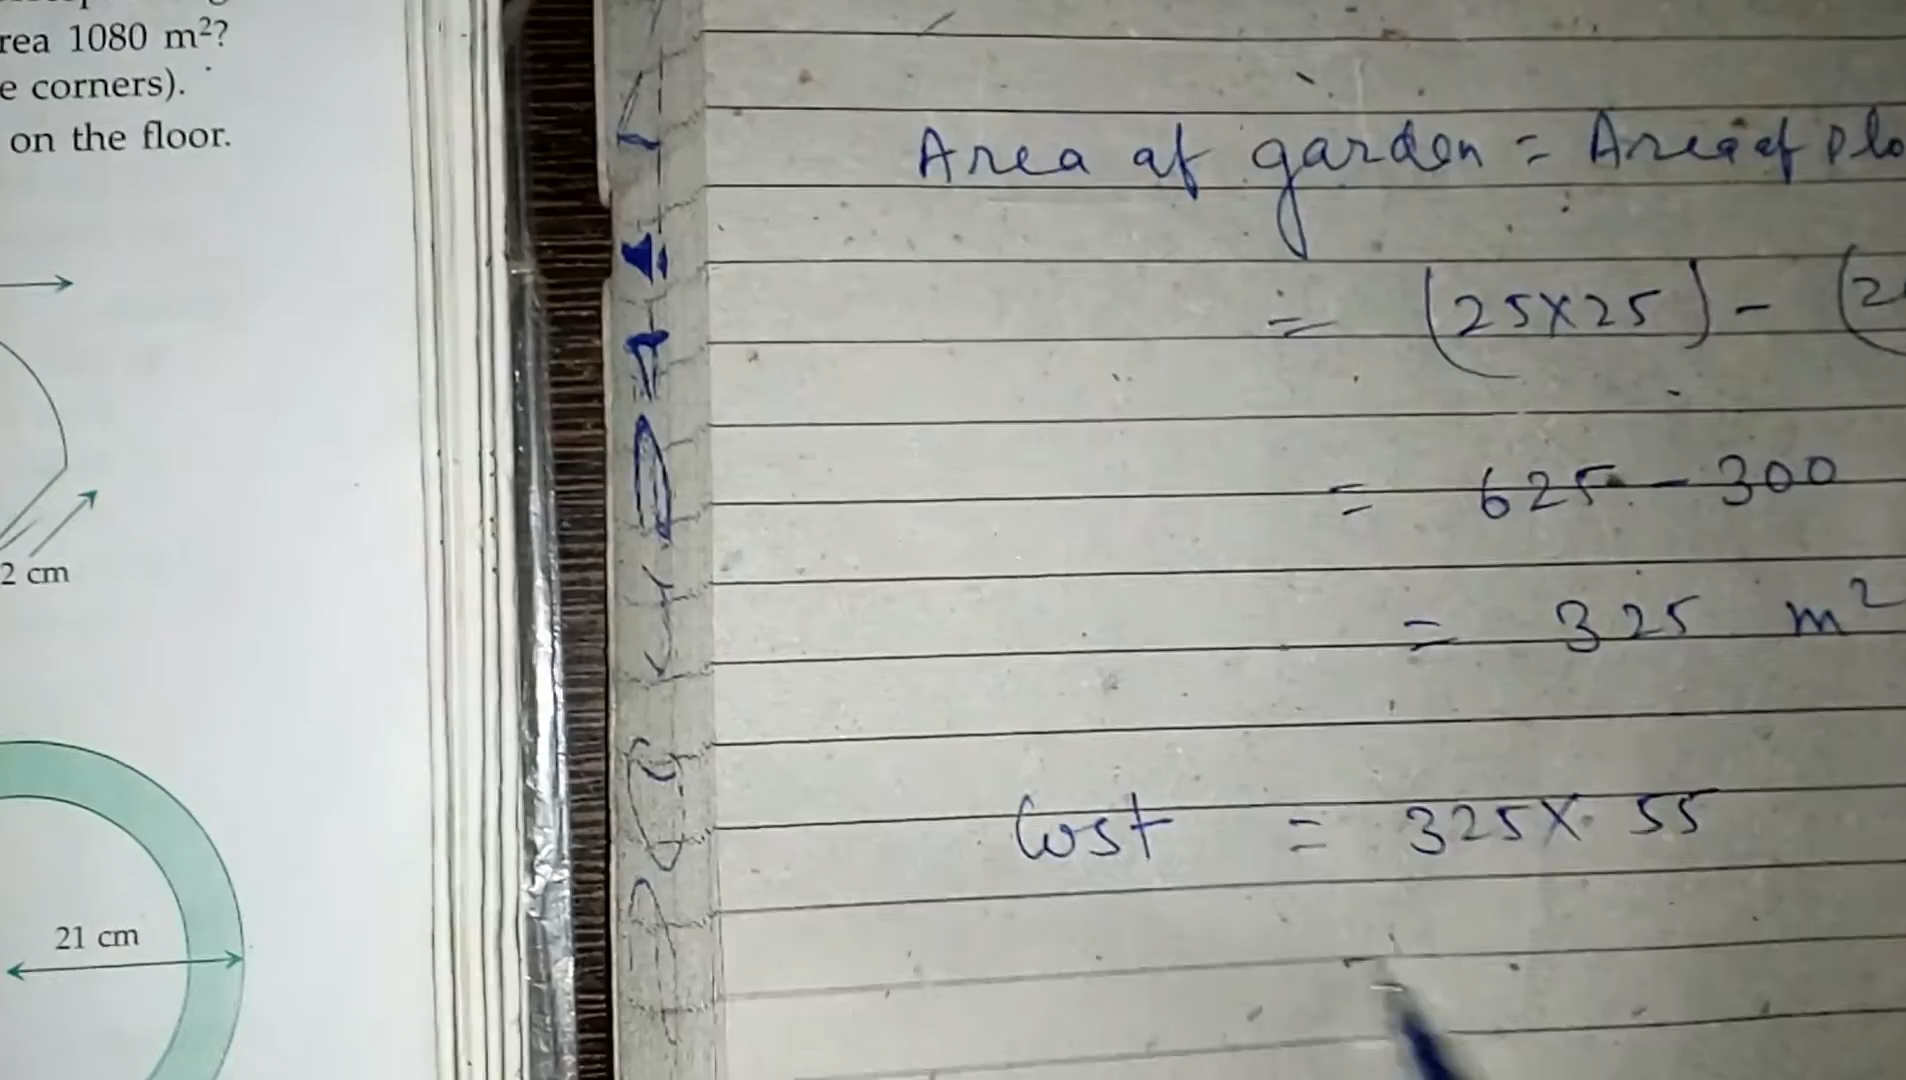 rea 1080 m²?
e corners).
on the floor.
2 cm
21 cm
Area of garden = Area of plo
= (25×25) - (2
= 625 - 300
= 325 m²
Cost = 325× 55
=